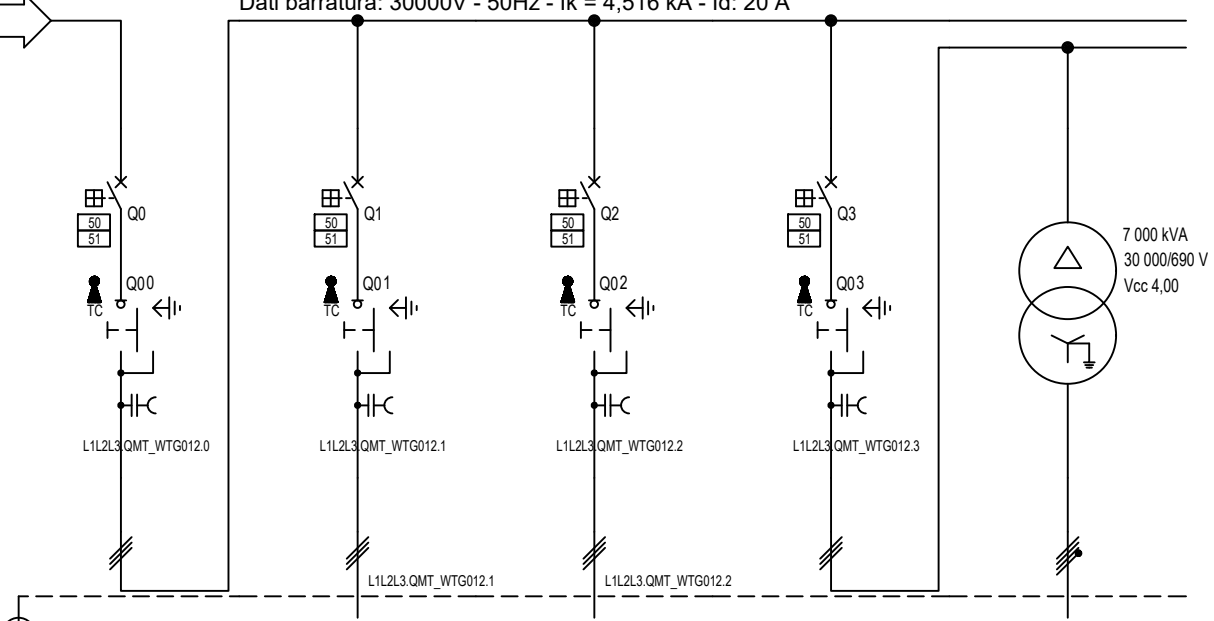 Dati barratura: 30000V - 50Hz - Ik = 4,516 kA - Id: 20 A
Q0
50
51
Q00
TC
L1L2L3.QMT_WTG012.0
Q1
50
51
Q01
TC
L1L2L3.QMT_WTG012.1
L1L2L3.QMT_WTG012.1
Q2
50
51
Q02
TC
L1L2L3.QMT_WTG012.2
L1L2L3.QMT_WTG012.2
Q3
50
51
Q03
TC
L1L2L3.QMT_WTG012.3
7 000 kVA
30 000/690 V
Vcc 4,00